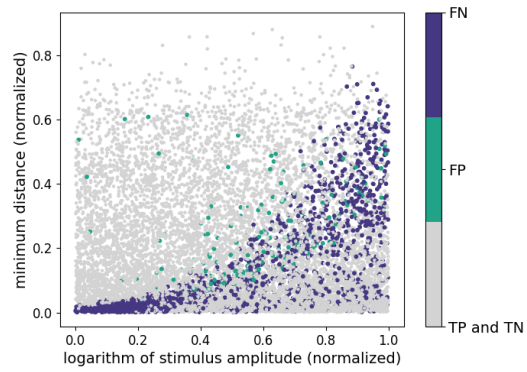 FN
FP
TP and TN
0.8
0.6
0.4
0.2
0.0
minimum distance (normalized)
0.0 0.2 0.4 0.6 0.8 1.0
logarithm of stimulus amplitude (normalized)